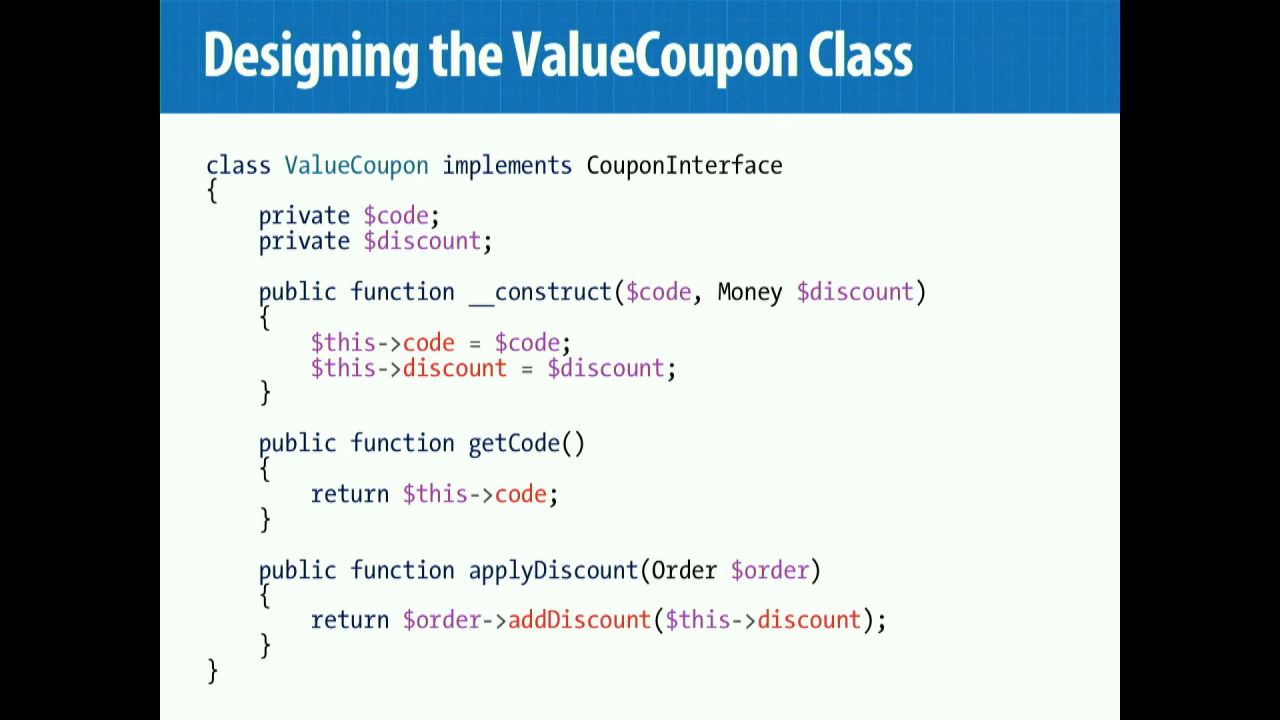 Designing the ValueCoupon Class
class ValueCoupon implements CouponInterface
{
    private $code;
    private $discount;
    public function __construct($code, Money $discount)
    {
        $this->code = $code;
        $this->discount = $discount;
    }
    public function getCode()
    {
        return $this->code;
    }
    public function applyDiscount(Order $order)
    {
        return $order->addDiscount($this->discount);
    }
}